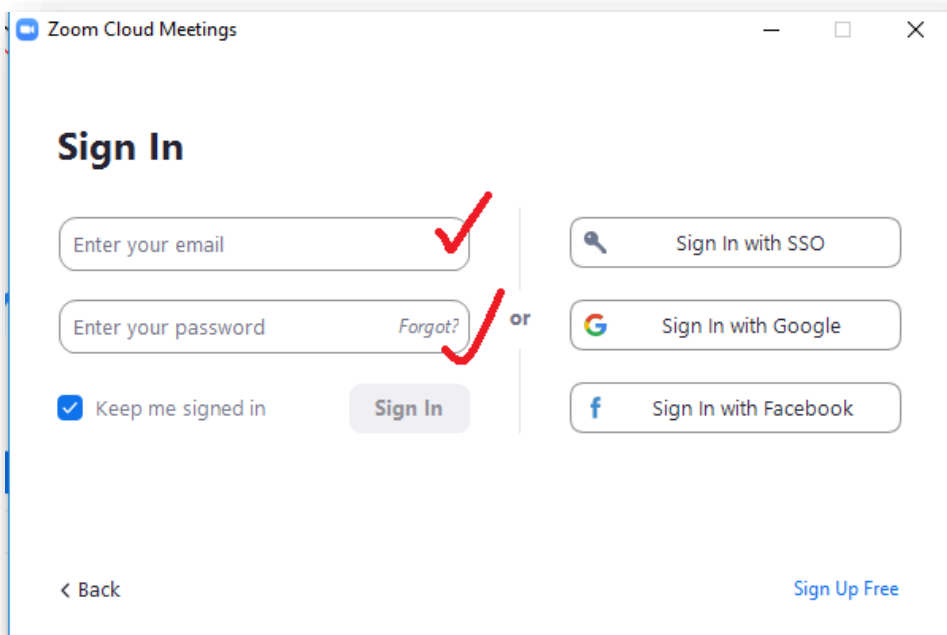 Zoom Cloud Meetings
Sign In
Enter your email
Enter your password Forgot?
Keep me signed in Sign In
or
Sign In with SSO
Sign In with Google
Sign In with Facebook
Back
Sign Up Free